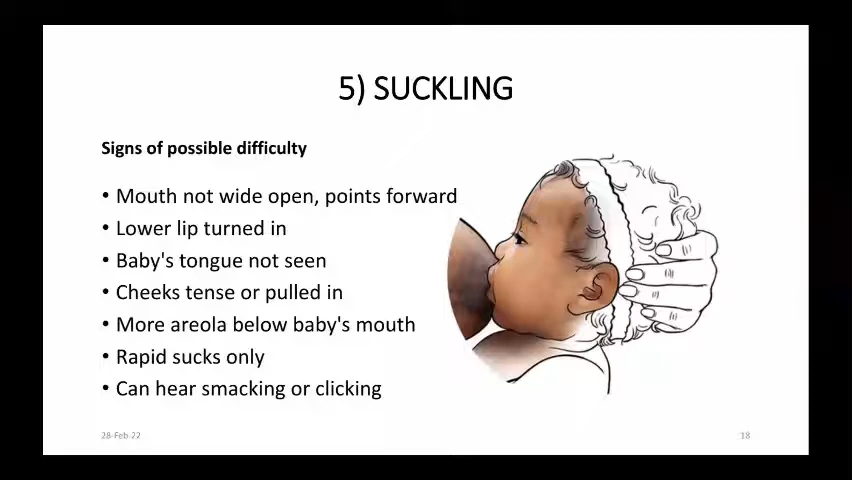 5) SUCKLING
Signs of possible difficulty
• Mouth not wide open, points forward
• Lower lip turned in
• Baby's tongue not seen
• Cheeks tense or pulled in
• More areola below baby's mouth
• Rapid sucks only
• Can hear smacking or clicking
28-Feb-22
18